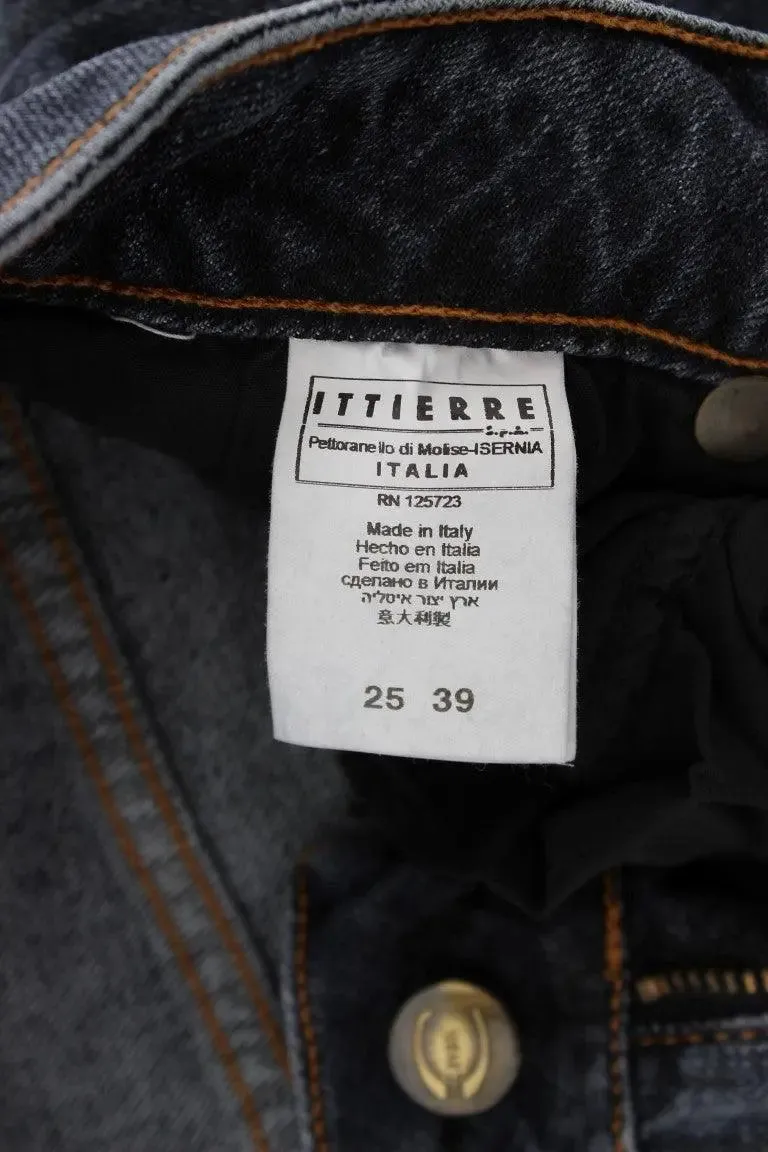 ITTIERRE
S.p.A.
Pettoranello di Molise-ISERNIA
ITALIA
RN 125723
Made in Italy
Hecho en Italia
Feito em Italia
сделано в Италии
ארץ יצור איטליה
意大利製
25 39